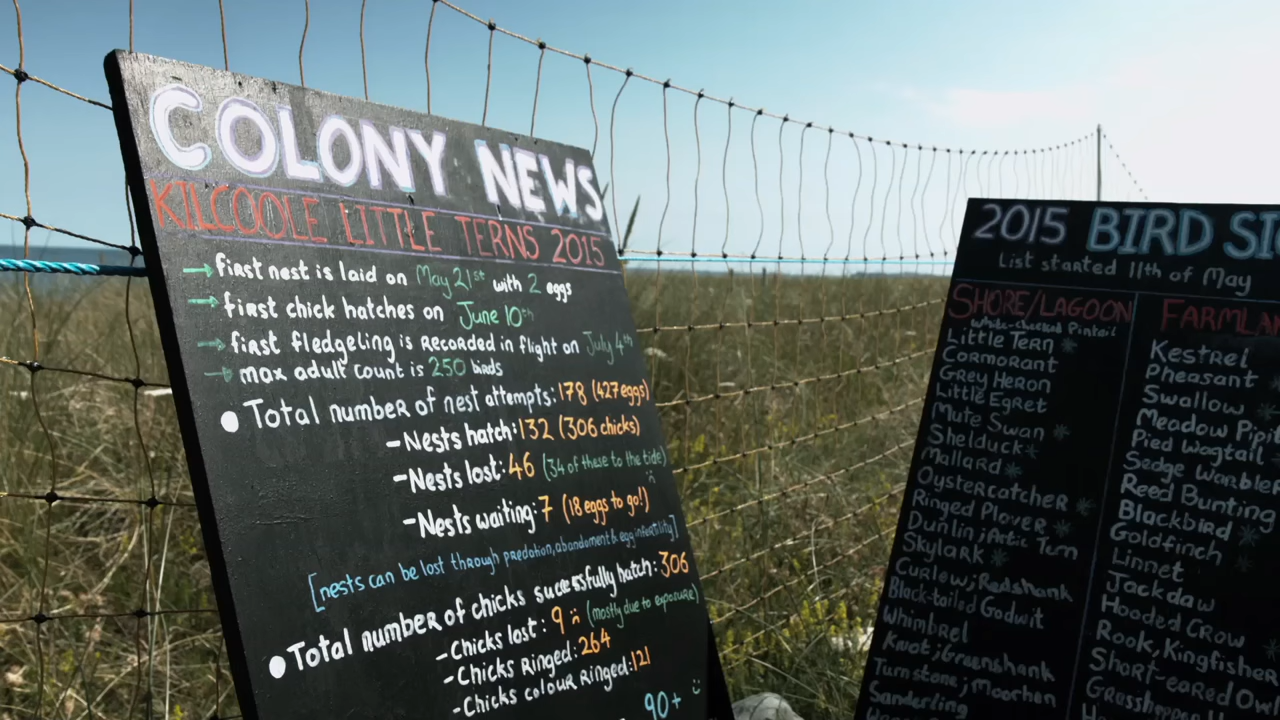 COLONY NEWS
KILCOOLE LITTLE TERNS 2015
→ first nest is laid on May 21st with 2 eggs
→ first chick hatches on June 10th
→ first fledgeling is recorded in flight on July 4th
→ max adult count is 250 birds
● Total number of nest attempts: 178 (427 eggs)
- Nests hatch: 132 (306 chicks)
- Nests lost: 46 (34 of these to the tide)
- Nests waiting: 7 (18 eggs to go!)
[nests can be lost through predation, abandonment & egg infertility]
● Total number of chicks successfully hatch: 306
- Chicks lost: 9 (mostly due to exposure)
- Chicks Ringed: 264
- Chicks colour ringed: 121
90+
2015 BIRD SI
List started 11th of May
SHORE/LAGOON
White-cheeked Pintail
Little Tern
Cormorant
Grey Heron
Little Egret
Mute Swan
Shelduck
Mallard
Oystercatcher
Ringed Plover
Dunlin; Arctic Tern
Skylark
Curlew; Redshank
Black-tailed Godwit
Whimbrel
Knot; Greenshank
Turnstone; Moorhen
Sanderling
FARMLA
Kestrel
Pheasant
Swallow
Meadow Pipi
Pied Wagtail
Sedge Warbler
Reed Bunting
Blackbird
Goldfinch
Linnet
Jackdaw
Hooded Crow
Rook, Kingfisher
Short-eared Owl